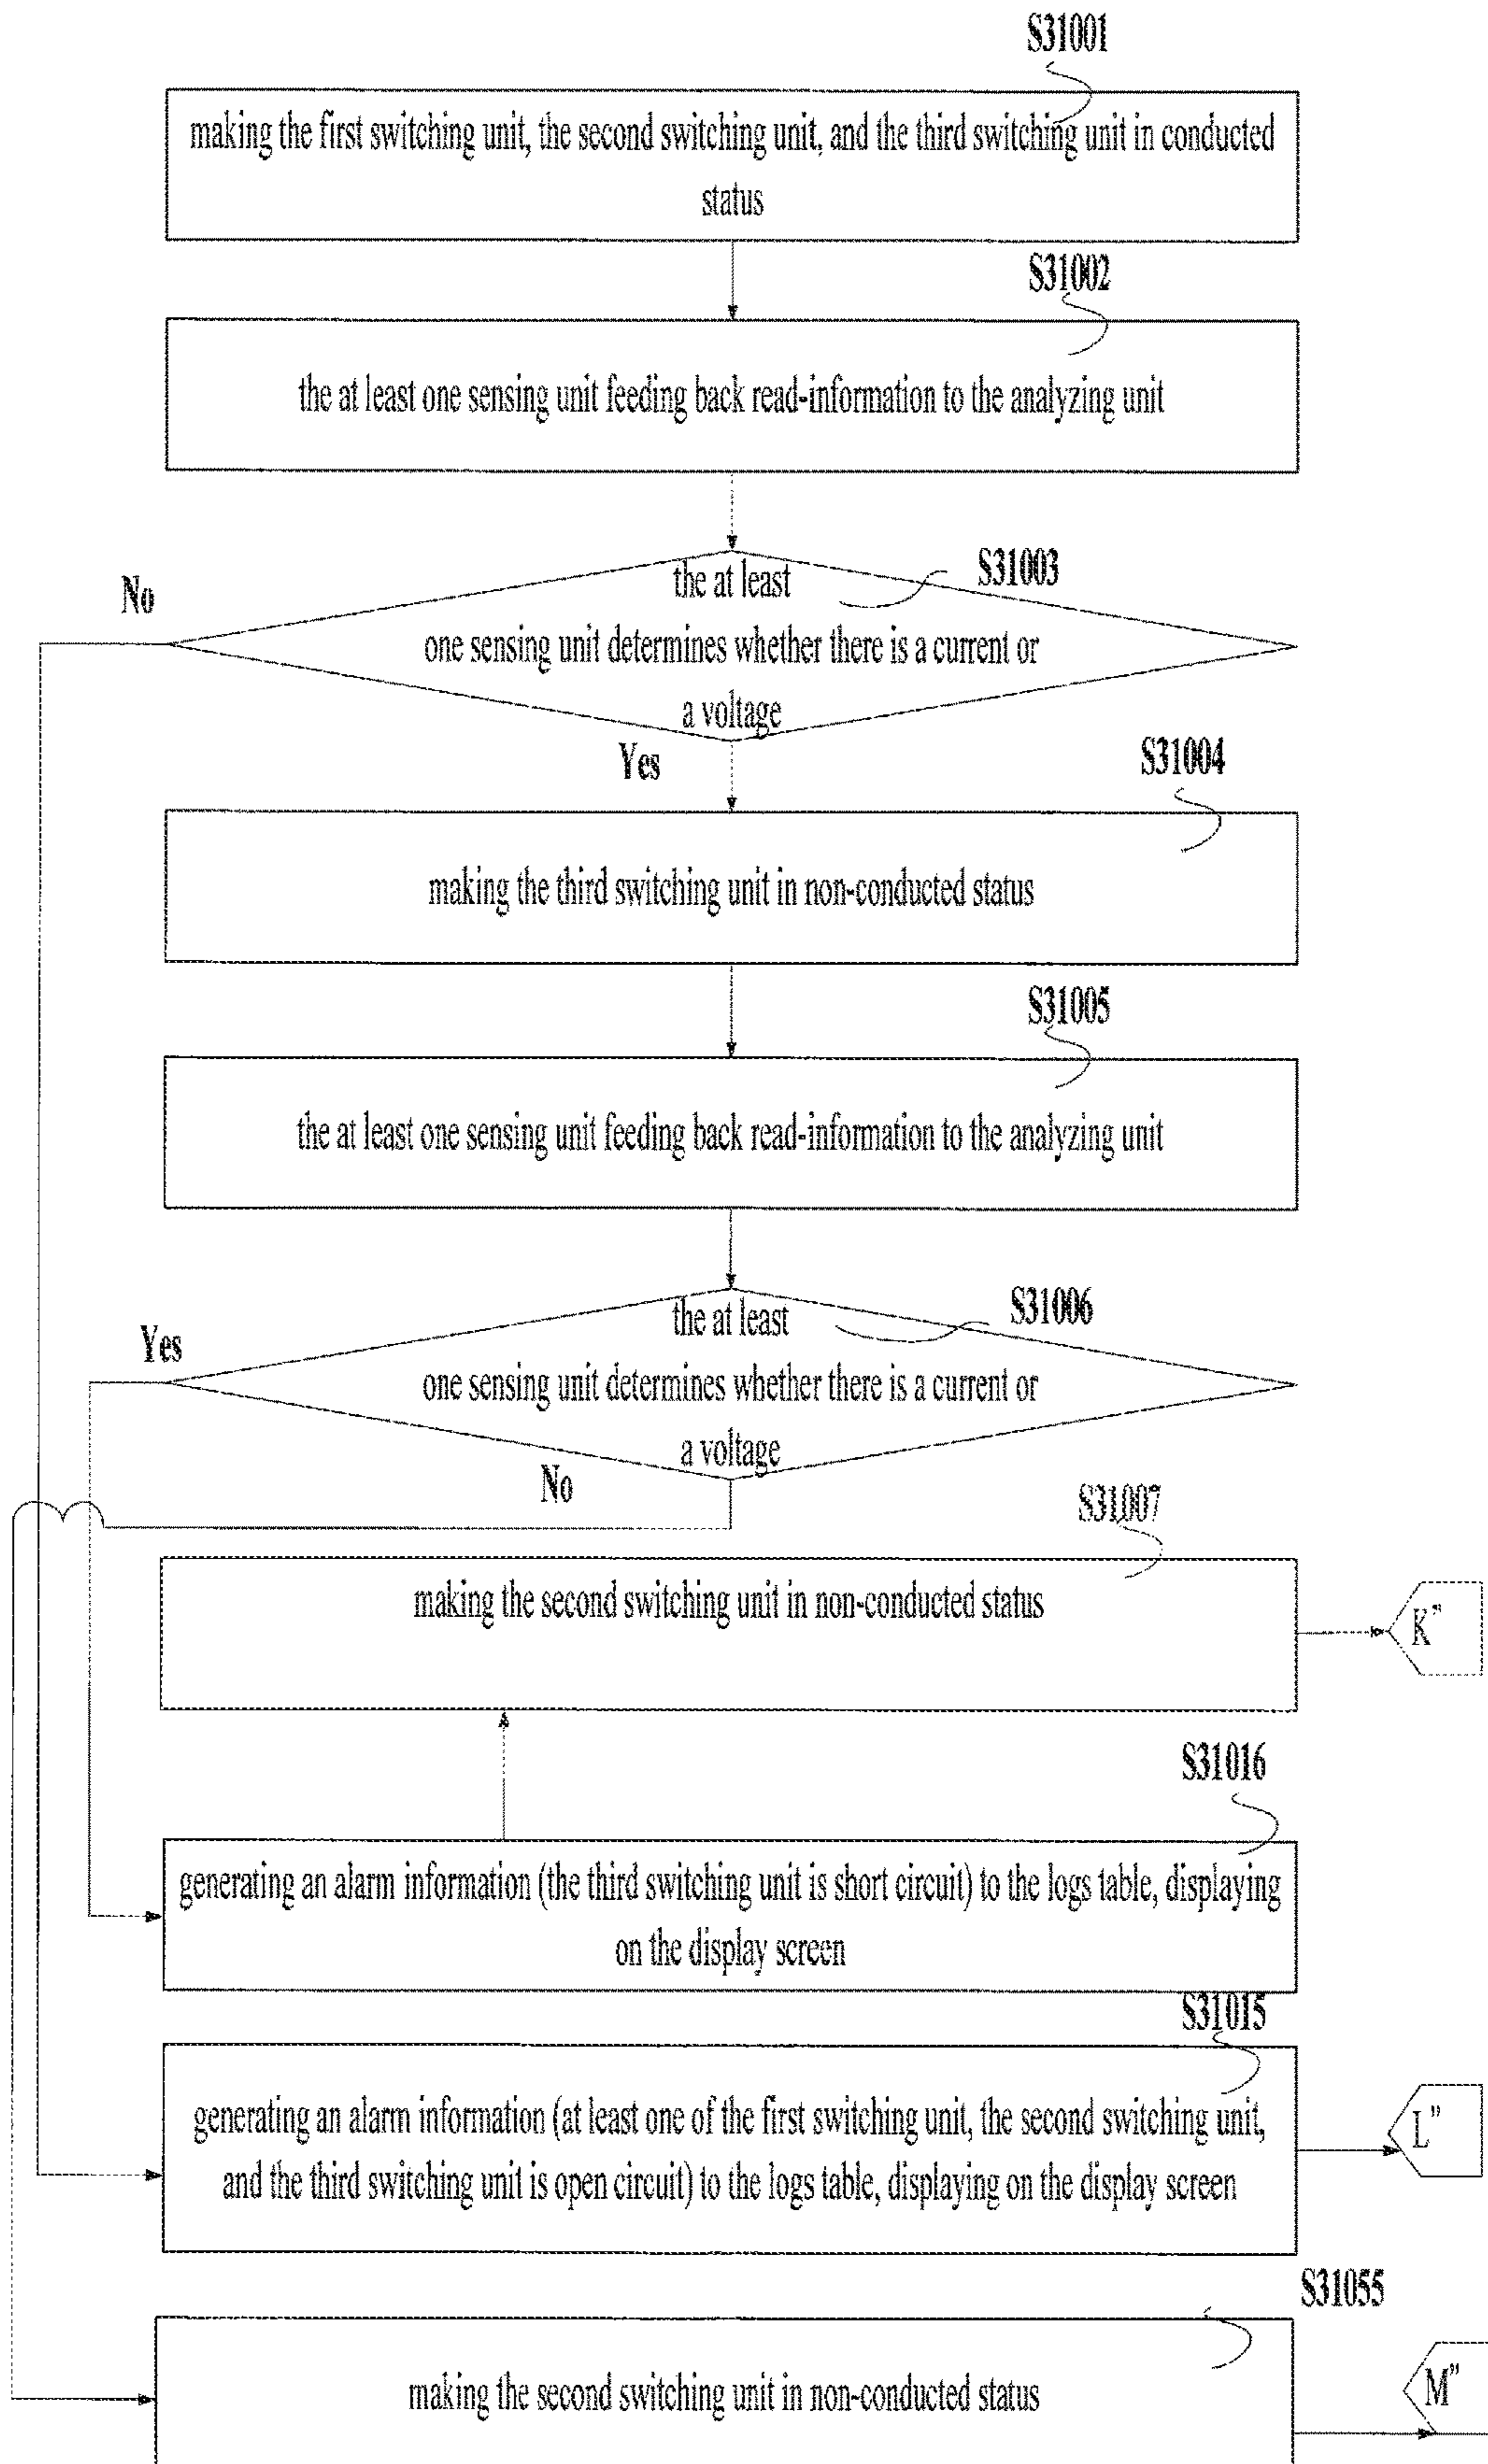 S31001
making the first switching unit, the second switching unit, and the third switching unit in conducted
status
S31002
the at least one sensing unit feeding back read-information to the analyzing unit
S31003
No
the at least
one sensing unit determines whether there is a current or
a voltage
Yes
S31004
making the third switching unit in non-conducted status
S31005
the at least one sensing unit feeding back read-information to the analyzing unit
S31006
Yes
the at least
one sensing unit determines whether there is a current or
a voltage
No
S31007
making the second switching unit in non-conducted status
K"
S31016
generating an alarm information (the third switching unit is short circuit) to the logs table, displaying
on the display screen
S31015
generating an alarm information (at least one of the first switching unit, the second switching unit,
and the third switching unit is open circuit) to the logs table, displaying on the display screen
L"
S31055
making the second switching unit in non-conducted status
M"